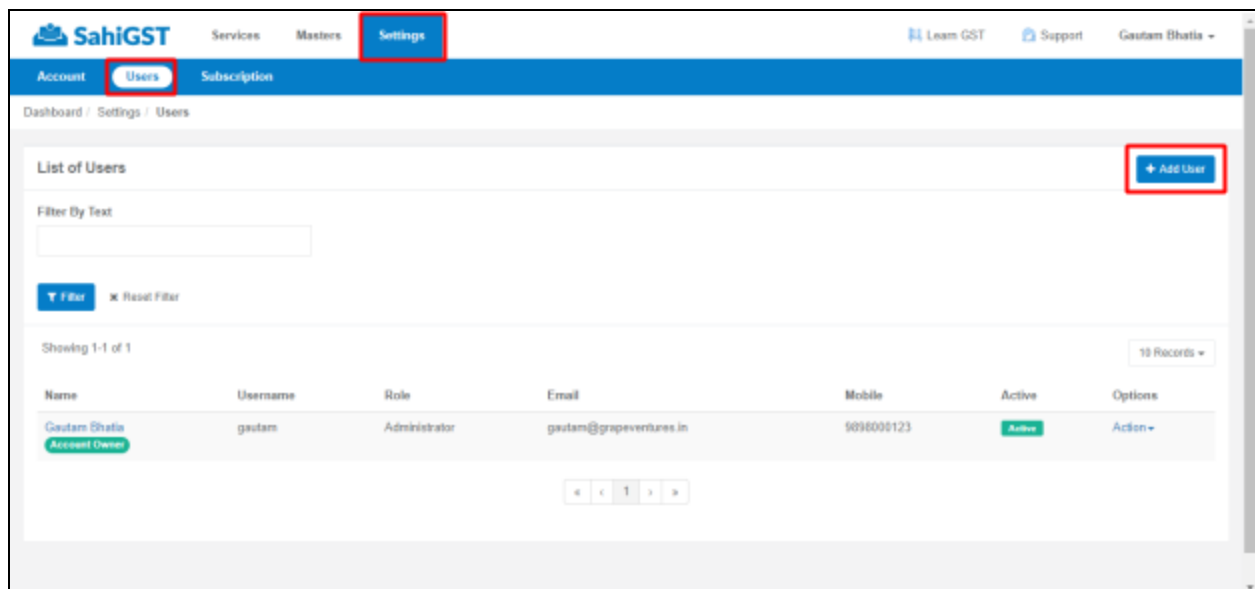 SahiGST Services Masters Settings Learn GST Support Gautam Bhatia
Account Users Subscription
Dashboard / Settings / Users
List of Users + Add User
Filter By Text
Filter × Reset Filter
Showing 1-1 of 1
10 Records
Name Username Role Email Mobile Active Options
Gautam Bhatia gautam Administrator gautam@grapeventures.in 9898000123 Active Action
Account Owner
« ‹ 1 › »